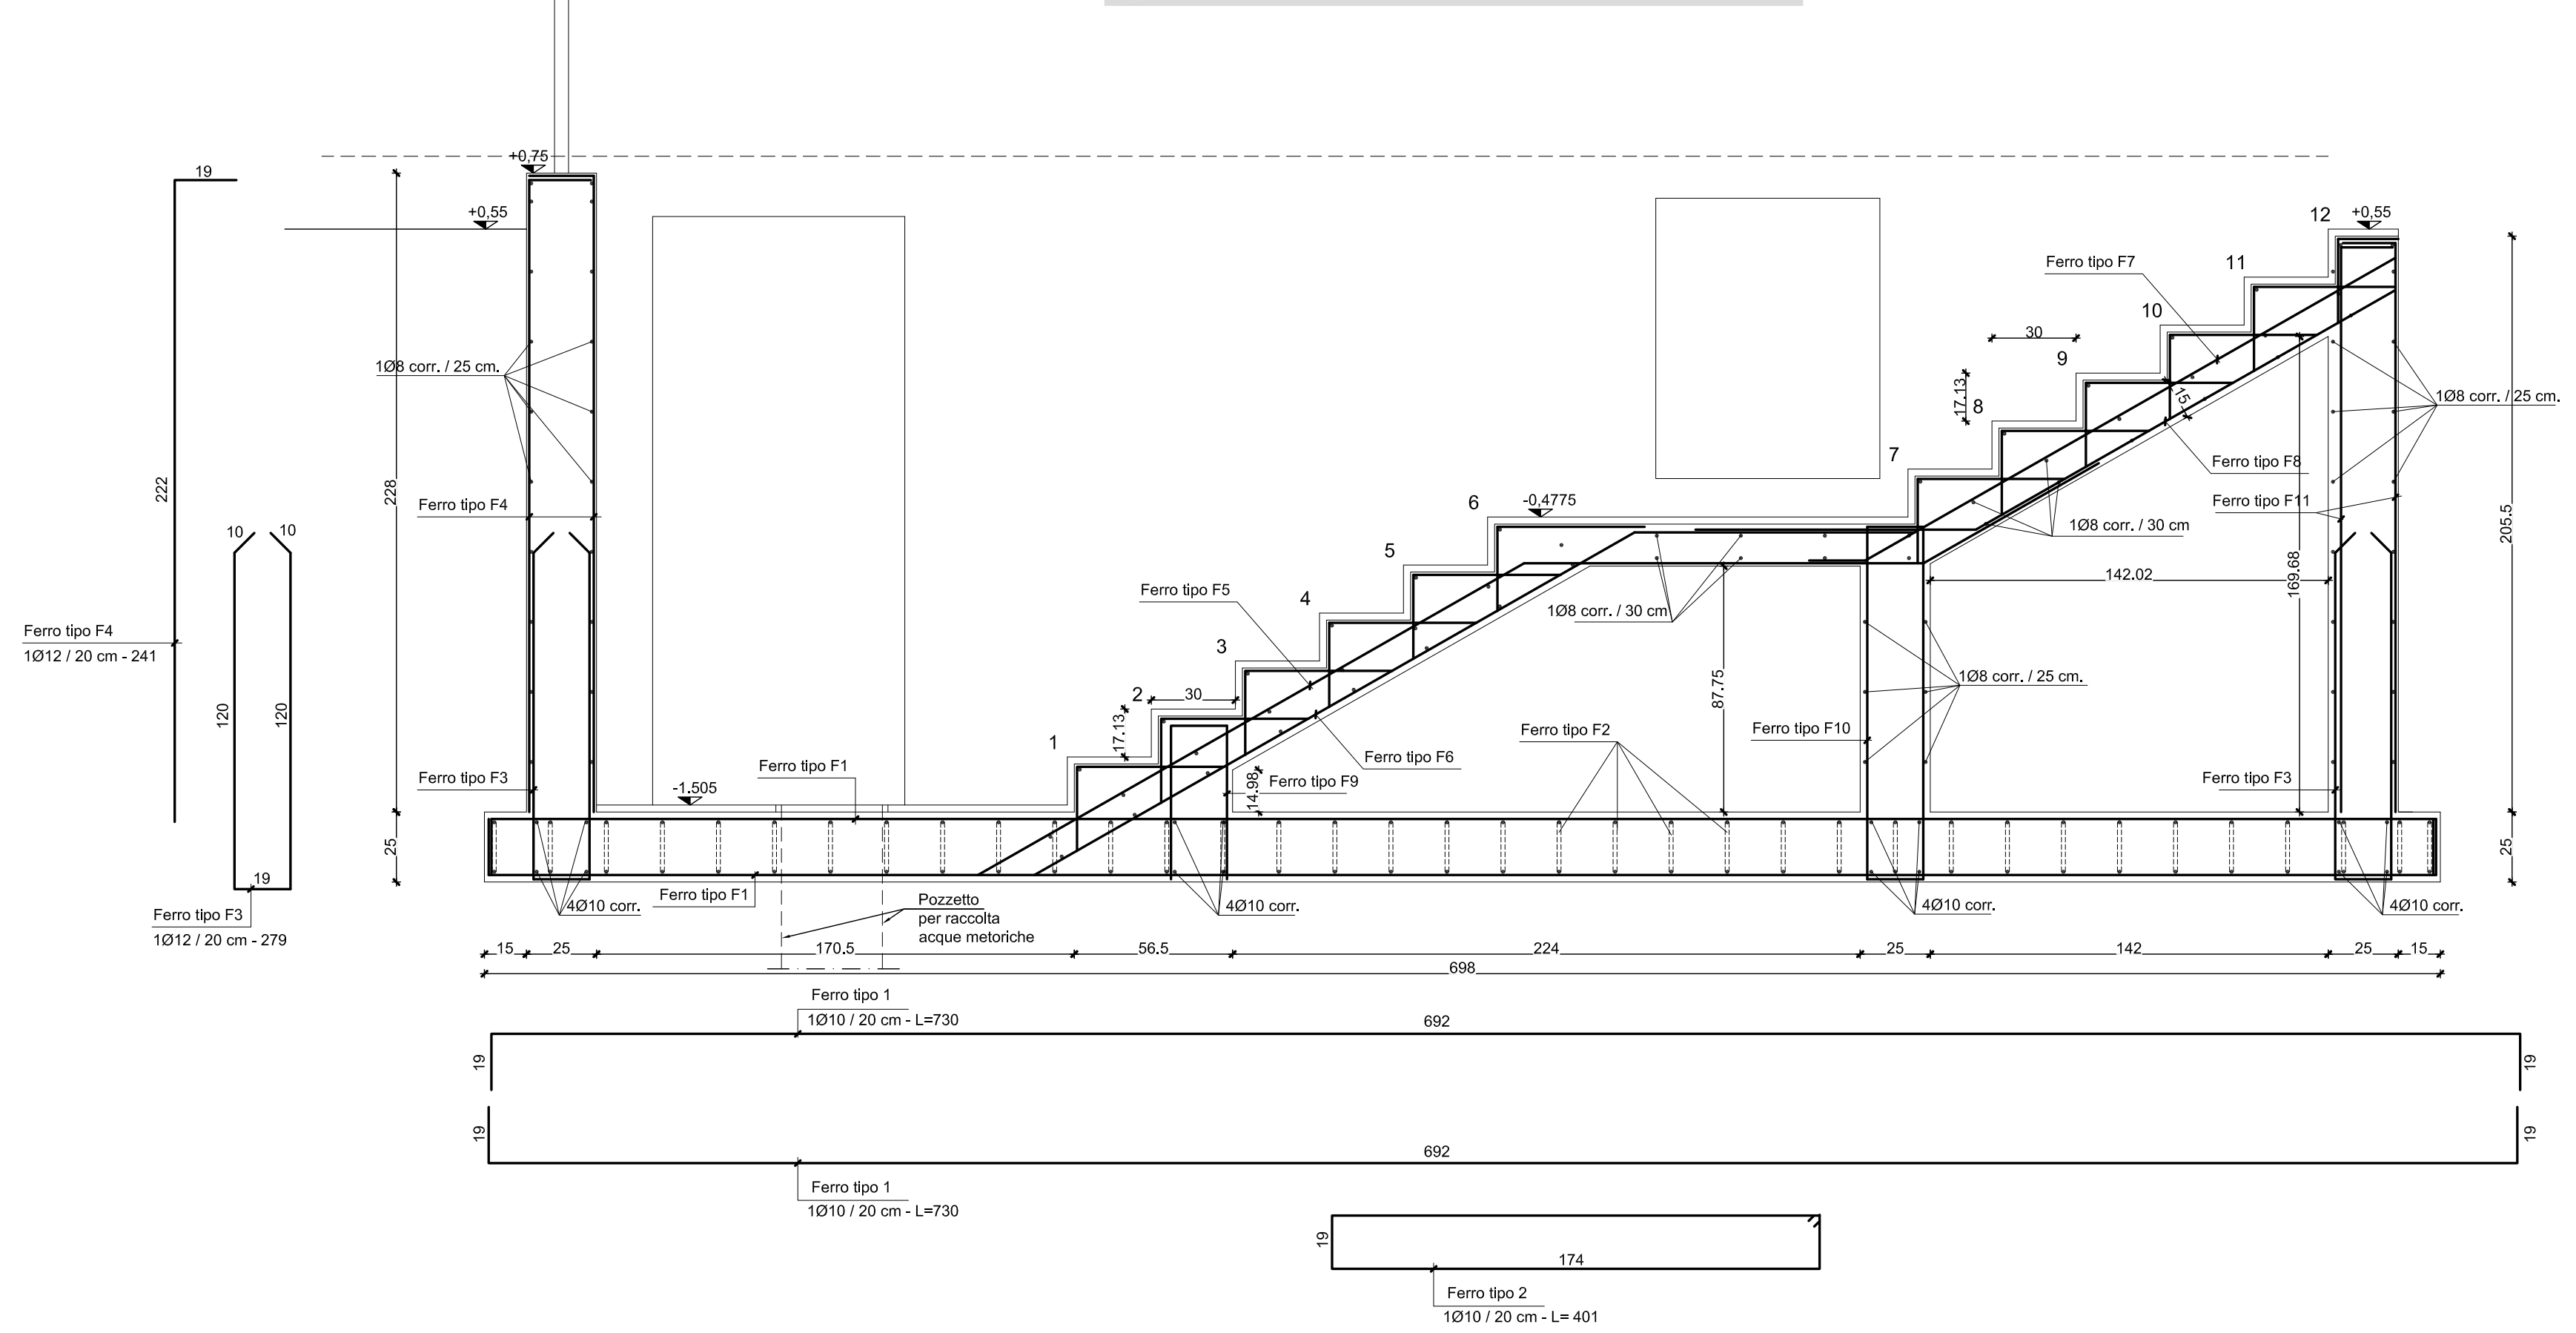 +0,75
19
+0,55
12
+0,55
Ferro tipo F7
11
10
30
9
1Ø8 corr. / 25 cm.
17.13
8
15
1Ø8 corr. / 25 cm.
7
Ferro tipo F8
222
228
6
-0,4775
Ferro tipo F4
Ferro tipo F11
205.5
10
10
1Ø8 corr. / 30 cm
5
169.68
142.02
Ferro tipo F5
4
1Ø8 corr. / 30 cm
Ferro tipo F4
1Ø12 / 20 cm - 241
3
1Ø8 corr. / 25 cm.
87.75
2
30
120
120
17.13
Ferro tipo F10
Ferro tipo F2
1
Ferro tipo F6
Ferro tipo F3
Ferro tipo F1
-1.505
14.98
Ferro tipo F9
Ferro tipo F3
25
25
19
Ferro tipo F1
Ferro tipo F3
1Ø12 / 20 cm - 279
4Ø10 corr.
Pozzetto
per raccolta
acque metoriche
4Ø10 corr.
4Ø10 corr.
4Ø10 corr.
15
25
170.5
56.5
224
25
142
25
15
698
Ferro tipo 1
1Ø10 / 20 cm - L=730
692
19
19
19
19
692
Ferro tipo 1
1Ø10 / 20 cm - L=730
19
174
Ferro tipo 2
1Ø10 / 20 cm - L= 401